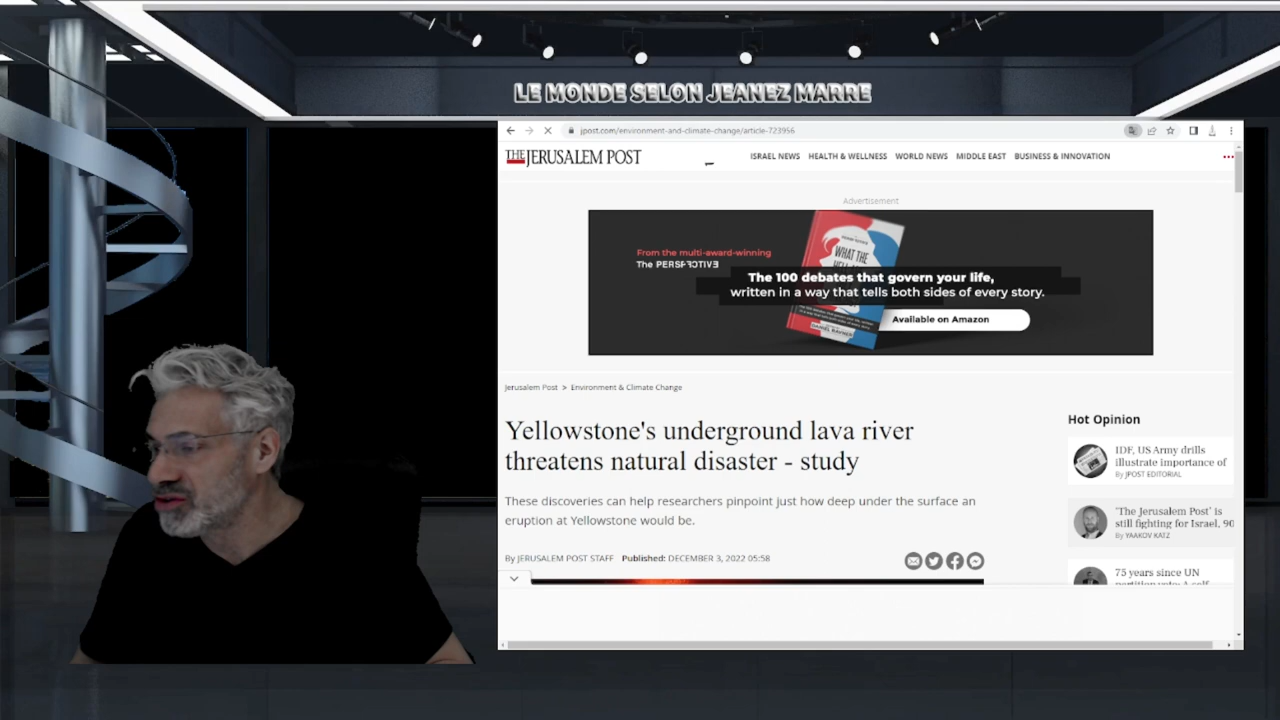 LE MONDE SELON JEANEZ MARRE
jpost.com/environment-and-climate-change/article-723956
THE JERUSALEM POST
ISRAEL NEWS HEALTH & WELLNESS WORLD NEWS MIDDLE EAST BUSINESS & INNOVATION
Advertisement
From the multi-award-winning
The PERSPECTIVE
WHAT THE
The 100 debates that govern your life,
written in a way that tells both sides of every story.
Available on Amazon
Jerusalem Post > Environment & Climate Change
Yellowstone's underground lava river
threatens natural disaster - study
These discoveries can help researchers pinpoint just how deep under the surface an
eruption at Yellowstone would be.
By JERUSALEM POST STAFF Published: DECEMBER 3, 2022 05:58
Hot Opinion
IDF, US Army drills
illustrate importance of
By JPOST EDITORIAL
'The Jerusalem Post' is
still fighting for Israel, 90
By YAAKOV KATZ
75 years since UN